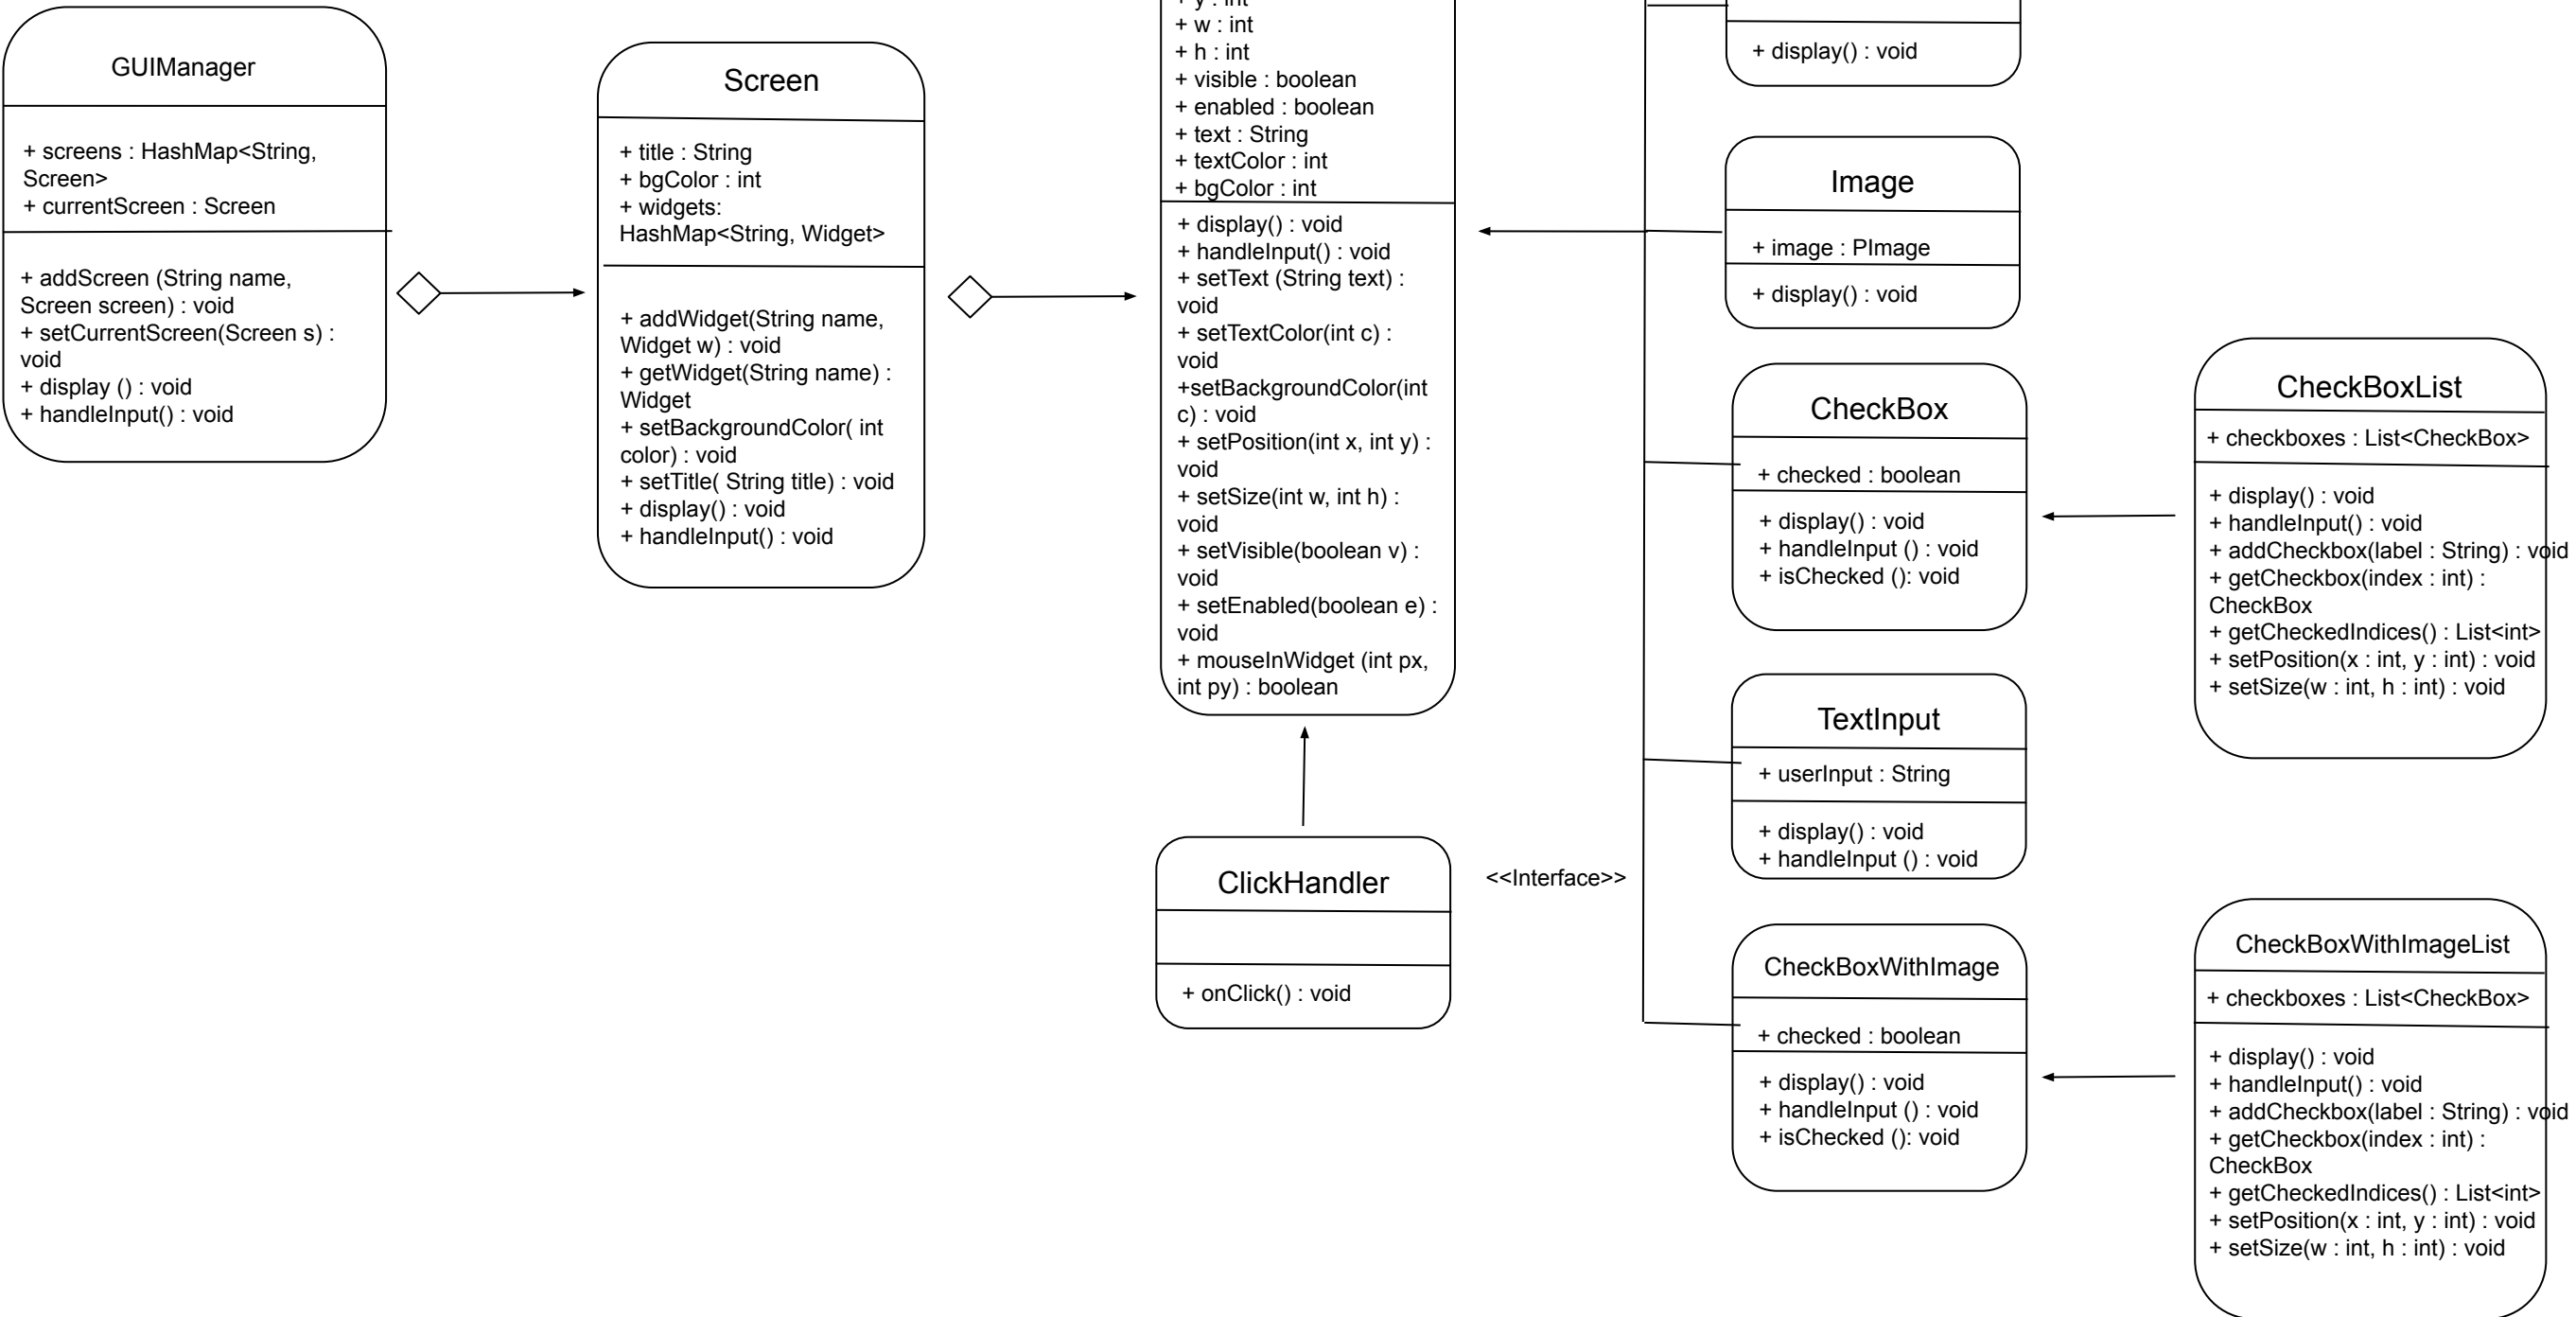 GUIManager
+ screens : HashMap<String,
Screen>
+ currentScreen : Screen
+ addScreen (String name,
Screen screen) : void
+ setCurrentScreen(Screen s) :
void
+ display () : void
+ handleInput() : void
Screen
+ title : String
+ bgColor : int
+ widgets:
HashMap<String, Widget>
+ addWidget(String name,
Widget w) : void
+ getWidget(String name) :
Widget
+ setBackgroundColor( int
color) : void
+ setTitle( String title) : void
+ display() : void
+ handleInput() : void
+ y : int
+ w : int
+ h : int
+ visible : boolean
+ enabled : boolean
+ text : String
+ textColor : int
+ bgColor : int
+ display() : void
+ handleInput() : void
+ setText (String text) :
void
+ setTextColor(int c) :
void
+setBackgroundColor(int
c) : void
+ setPosition(int x, int y) :
void
+ setSize(int w, int h) :
void
+ setVisible(boolean v) :
void
+ setEnabled(boolean e) :
void
+ mouseInWidget (int px,
int py) : boolean
ClickHandler
+ onClick() : void
<<Interface>>
+ display() : void
Image
+ image : PImage
+ display() : void
CheckBox
+ checked : boolean
+ display() : void
+ handleInput () : void
+ isChecked (): void
TextInput
+ userInput : String
+ display() : void
+ handleInput () : void
CheckBoxWithImage
+ checked : boolean
+ display() : void
+ handleInput () : void
+ isChecked (): void
CheckBoxList
+ checkboxes : List<CheckBox>
+ display() : void
+ handleInput() : void
+ addCheckbox(label : String) : void
+ getCheckbox(index : int) :
CheckBox
+ getCheckedIndices() : List<int>
+ setPosition(x : int, y : int) : void
+ setSize(w : int, h : int) : void
CheckBoxWithImageList
+ checkboxes : List<CheckBox>
+ display() : void
+ handleInput() : void
+ addCheckbox(label : String) : void
+ getCheckbox(index : int) :
CheckBox
+ getCheckedIndices() : List<int>
+ setPosition(x : int, y : int) : void
+ setSize(w : int, h : int) : void